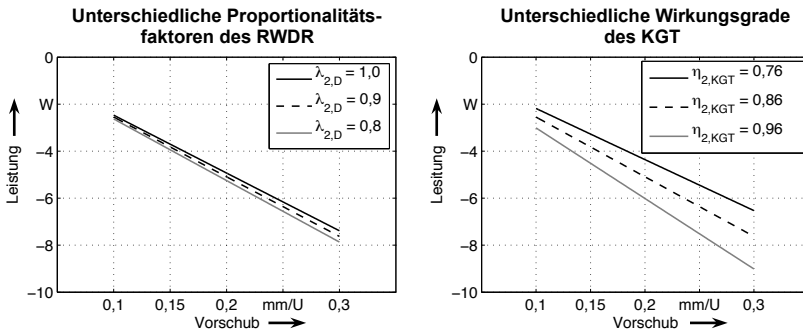 Unterschiedliche Proportionalitäts-
faktoren des RWDR
0
W
−4
−6
−8
−10
Leistung
λ2,D = 1,0
λ2,D = 0,9
λ2,D = 0,8
0,1 0,15 0,2 mm/U 0,3
Vorschub
Unterschiedliche Wirkungsgrade
des KGT
0
W
−4
−6
−8
−10
Lesitung
η2,KGT = 0,76
η2,KGT = 0,86
η2,KGT = 0,96
0,1 0,15 0,2 mm/U 0,3
Vorschub